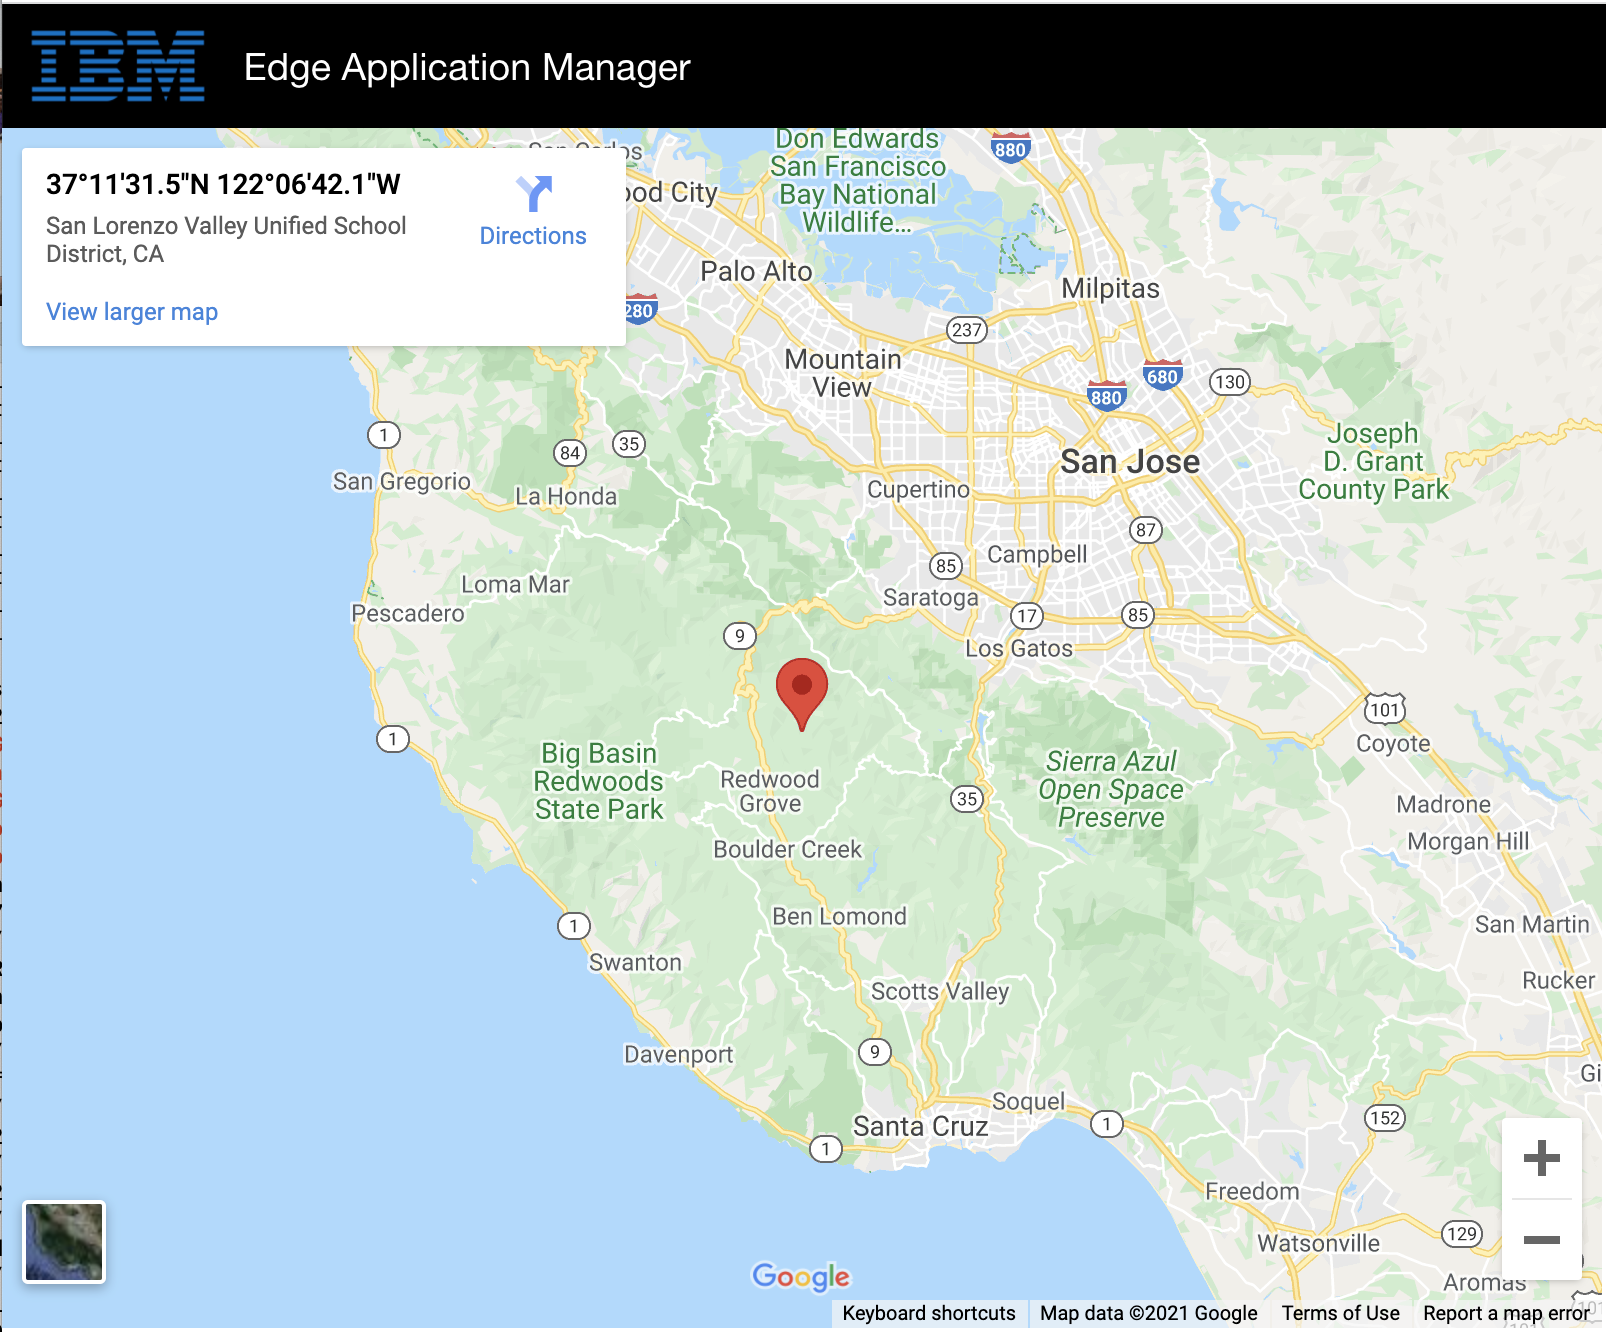 IBM
Edge Application Manager
37°11'31.5"N 122°06'42.1"W
San Lorenzo Valley Unified School
District, CA
Directions
View larger map
San Carlos
ood City
Don Edwards
San Francisco
Bay National
Wildlife...
880
Palo Alto
Milpitas
280
237
Mountain
View
680
880
130
1
84
35
Joseph
D. Grant
County Park
San Jose
San Gregorio
La Honda
Cupertino
87
Campbell
85
Loma Mar
Saratoga
Pescadero
17
85
9
Los Gatos
101
1
Coyote
Big Basin
Redwoods
State Park
Redwood
Grove
Sierra Azul
Open Space
Preserve
35
Madrone
Morgan Hill
Boulder Creek
Ben Lomond
1
San Martin
Swanton
Scotts Valley
Rucker
Davenport
9
Gi
Soquel
152
Santa Cruz
1
1
Freedom
129
Watsonville
Google
Aromas
101
Keyboard shortcuts
Map data ©2021 Google
Terms of Use
Report a map error